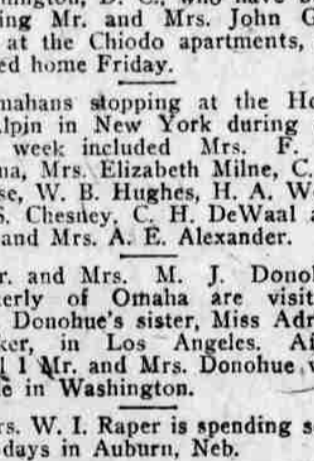 mington, D. C., who have b
ing Mr. and Mrs. John G
at the Chiodo apartments,
ed home Friday.
nahans stopping at the Ho
Alpin in New York during
week included Mrs. F.
na, Mrs. Elizabeth Milne, C.
se, W. B. Hughes, H. A. W
S. Chesney, C. H. DeWaal a
and Mrs. A. E. Alexander.
r. and Mrs. M. J. Donoh
erly of Omaha are visit
Donohue's sister, Miss Adr
ker, in Los Angeles. Af
l 1 Mr. and Mrs. Donohue w
e in Washington.
rs. W. I. Raper is spending s
days in Auburn, Neb.